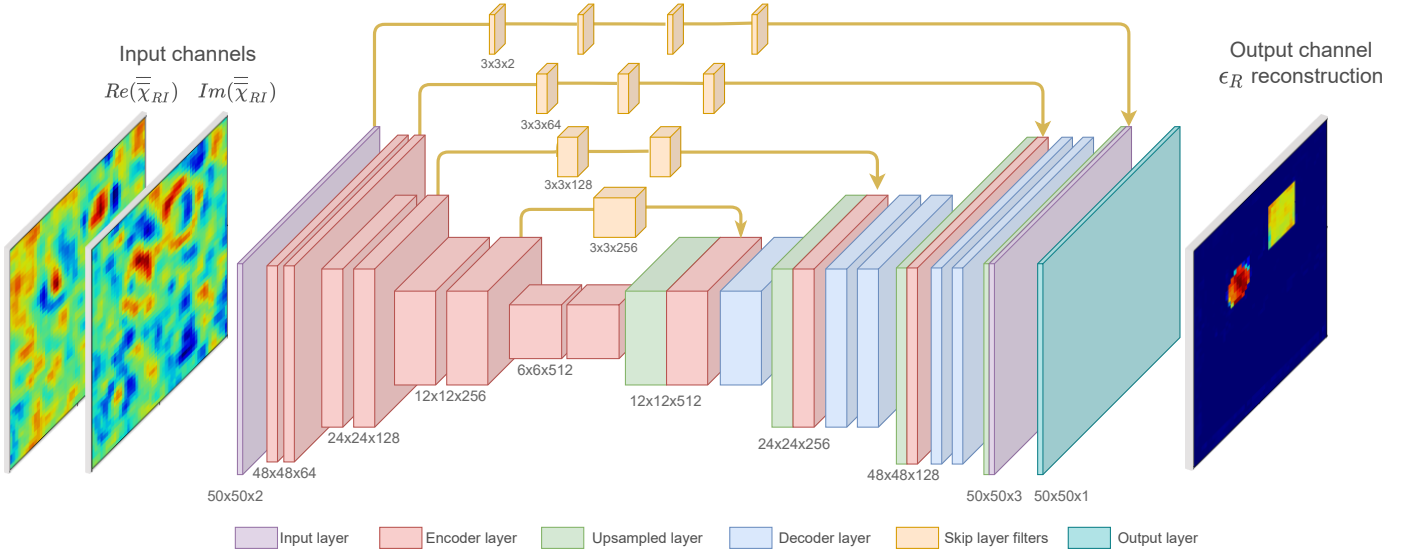 Input channels
Re(χ̿_RI) Im(χ̿_RI)
Output channel
ϵ_R reconstruction
3x3x2
3x3x64
3x3x128
3x3x256
6x6x512
12x12x256
12x12x512
24x24x128
24x24x256
48x48x64
48x48x128
50x50x2
50x50x3
50x50x1
Input layer
Encoder layer
Upsampled layer
Decoder layer
Skip layer filters
Output layer